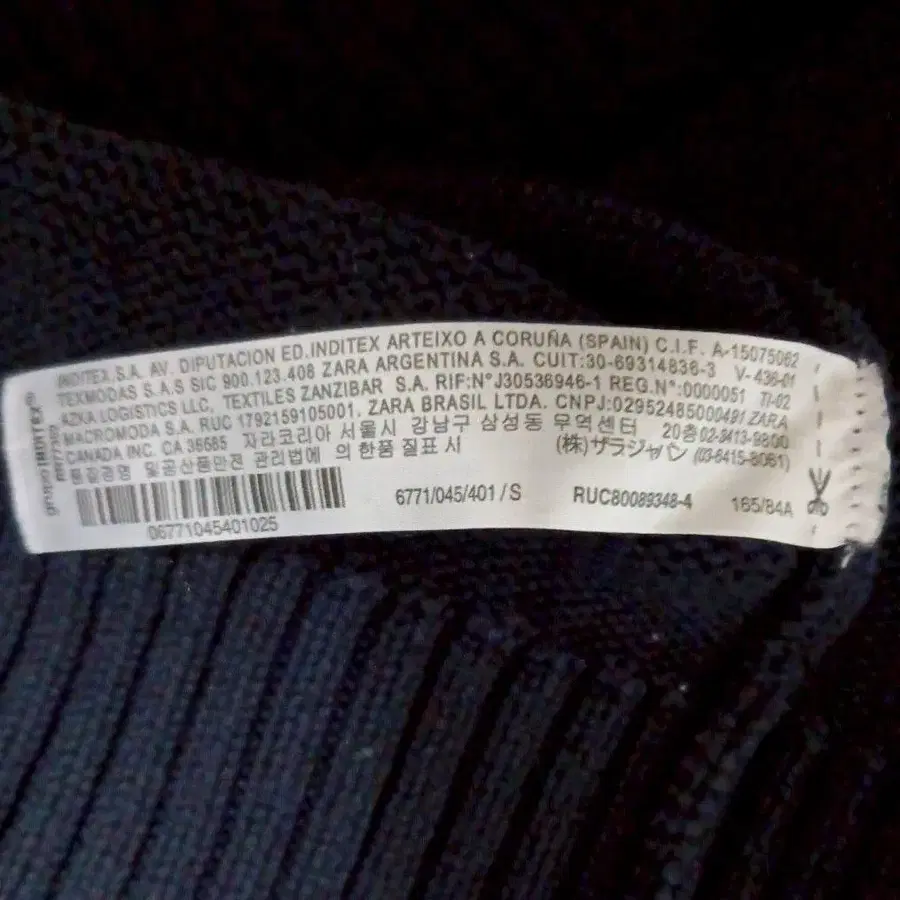 INDITEX,S.A. AV. DIPUTACION ED.INDITEX ARTEIXO A CORUÑA (SPAIN) C.I.F. A-15075062
TEXMODAS S.A.S SIC 900.123.408 ZARA ARGENTINA S.A. CUIT:30-69314836-3 V-436-01
AZKA LOGISTICS LLC. TEXTILES ZANZIBAR S.A. RIF:N°J30536946-1 REG.N°:0000051 TI-02
MACROMODA S.A. RUC 1792159105001. ZARA BRASIL LTDA. CNPJ:02952485000491 ZARA
CANADA INC. CA 36685 자라코리아 서울시 강남구 삼성동 무역센터 20층 02-3413-9800
품질경영 및공산품안전 관리법에 의한품 질표시 (株)ザラジャパン (03-6415-8061)
6771/045/401 / S RUC80089348-4 165/84A
06771045401025
grupo INDITEX®